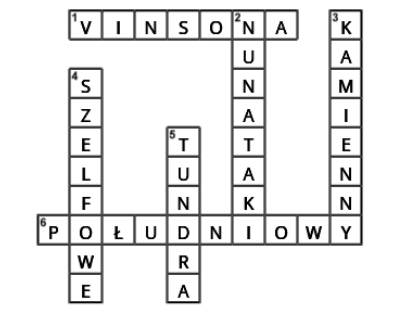 1 VINSONA
2 NUNATAKI
3 KAMIENNY
4 SZELFOWE
5 TUNDRA
6 POŁUDNIOWY